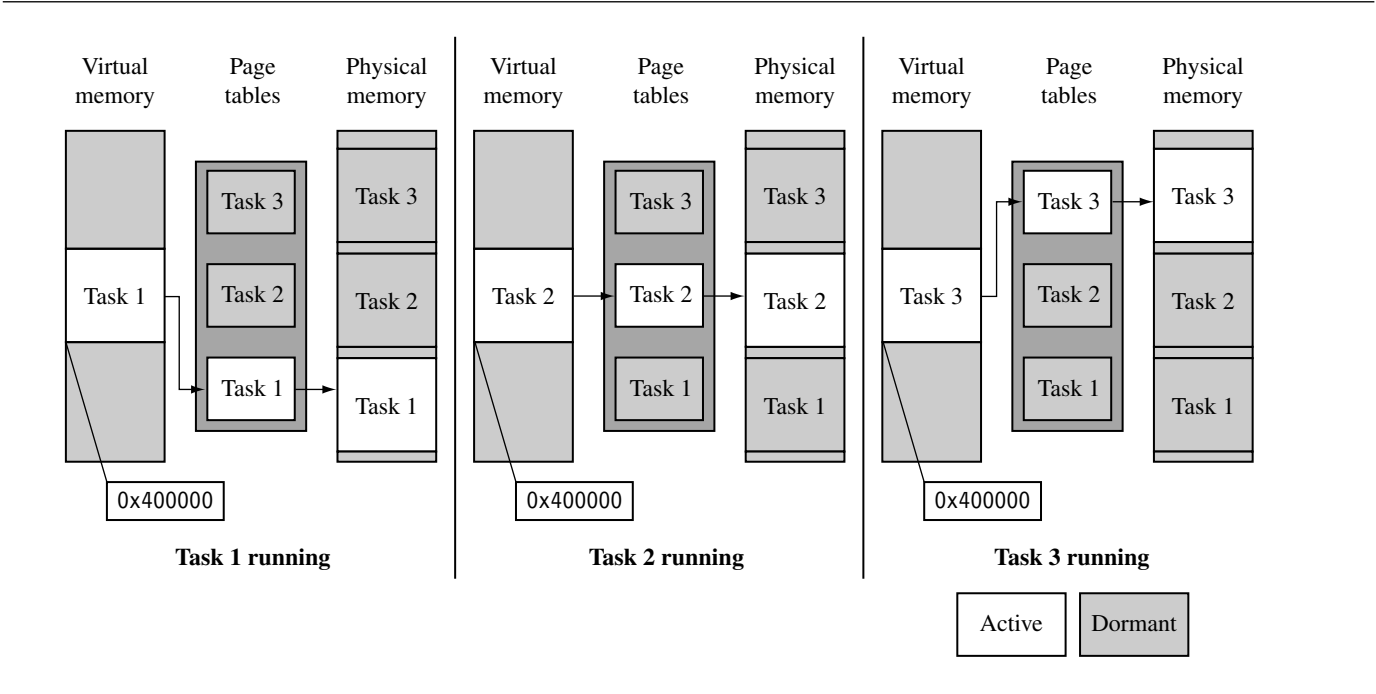 Virtual memory
Page tables
Physical memory
Task 3
Task 3
Task 1
Task 2
Task 2
Task 1
Task 1
0x400000
Task 1 running
Virtual memory
Page tables
Physical memory
Task 3
Task 3
Task 2
Task 2
Task 2
Task 1
Task 1
0x400000
Task 2 running
Virtual memory
Page tables
Physical memory
Task 3
Task 3
Task 3
Task 2
Task 2
Task 1
Task 1
0x400000
Task 3 running
Active
Dormant